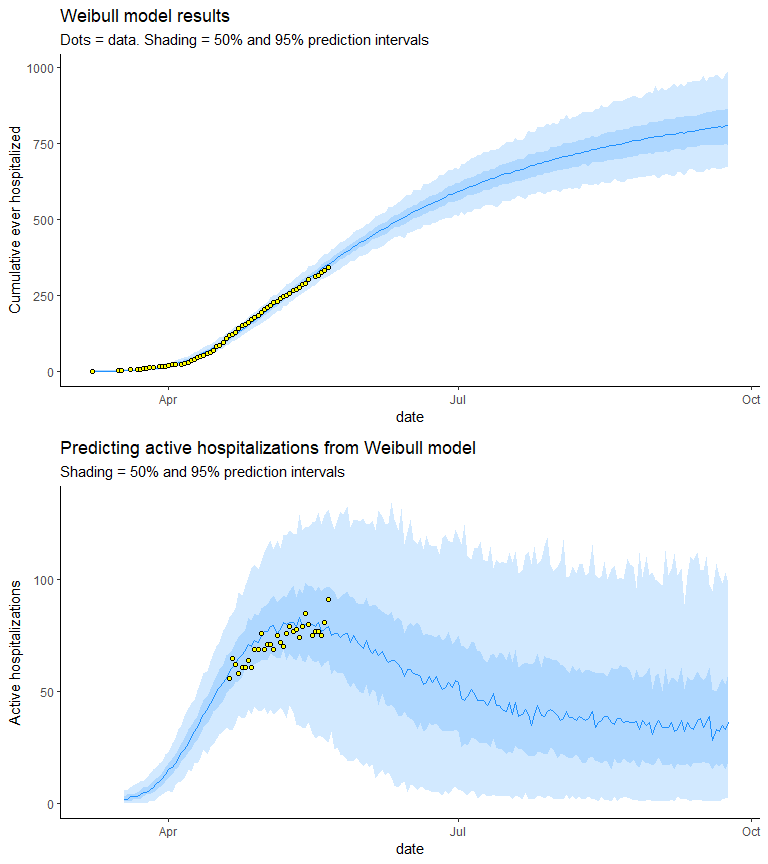 Weibull model results
Dots = data. Shading = 50% and 95% prediction intervals
1000
750
500
250
0
Cumulative ever hospitalized
Apr
Jul
Oct
date
Predicting active hospitalizations from Weibull model
Shading = 50% and 95% prediction intervals
100
50
0
Active hospitalizations
Apr
Jul
Oct
date